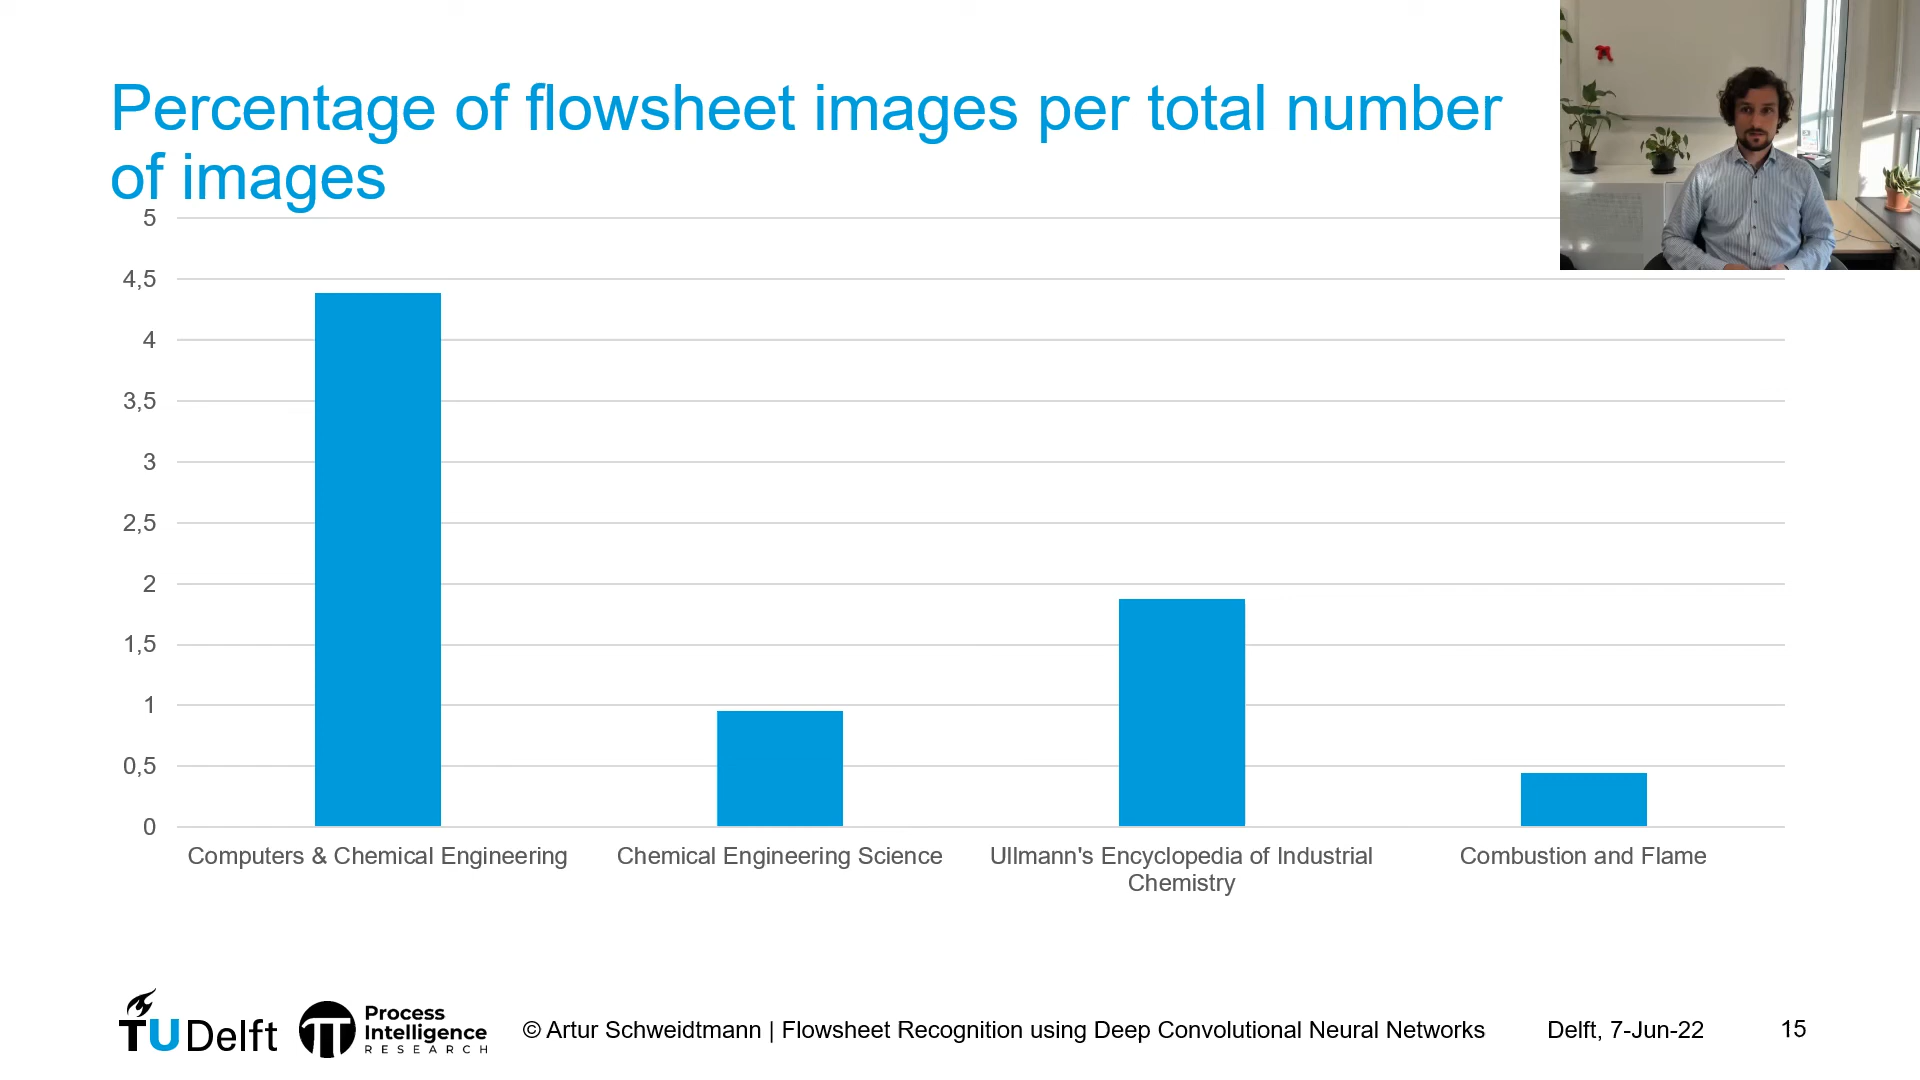 Percentage of flowsheet images per total number
of images
5
4,5
4
3,5
3
2,5
2
1,5
1
0,5
0
Computers & Chemical Engineering
Chemical Engineering Science
Ullmann's Encyclopedia of Industrial
Chemistry
Combustion and Flame
TU Delft
Process
Intelligence
RESEARCH
© Artur Schweidtmann | Flowsheet Recognition using Deep Convolutional Neural Networks
Delft, 7-Jun-22
15